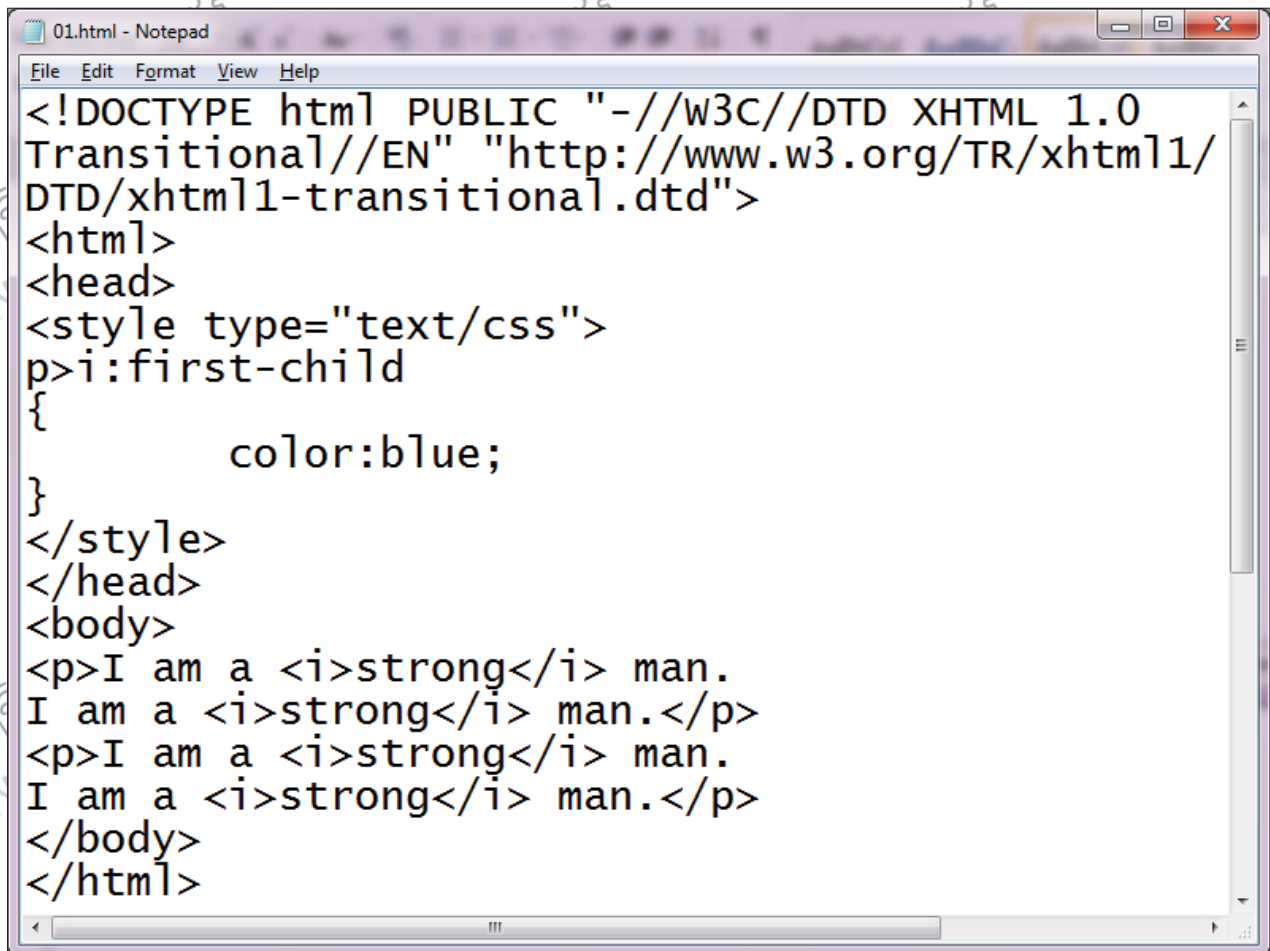 01.html - Notepad
File Edit Format View Help
<!DOCTYPE html PUBLIC "-//W3C//DTD XHTML 1.0
Transitional//EN" "http://www.w3.org/TR/xhtml1/
DTD/xhtml1-transitional.dtd">
<html>
<head>
<style type="text/css">
p>i:first-child
{
        color:blue;
}
</style>
</head>
<body>
<p>I am a <i>strong</i> man.
I am a <i>strong</i> man.</p>
<p>I am a <i>strong</i> man.
I am a <i>strong</i> man.</p>
</body>
</html>